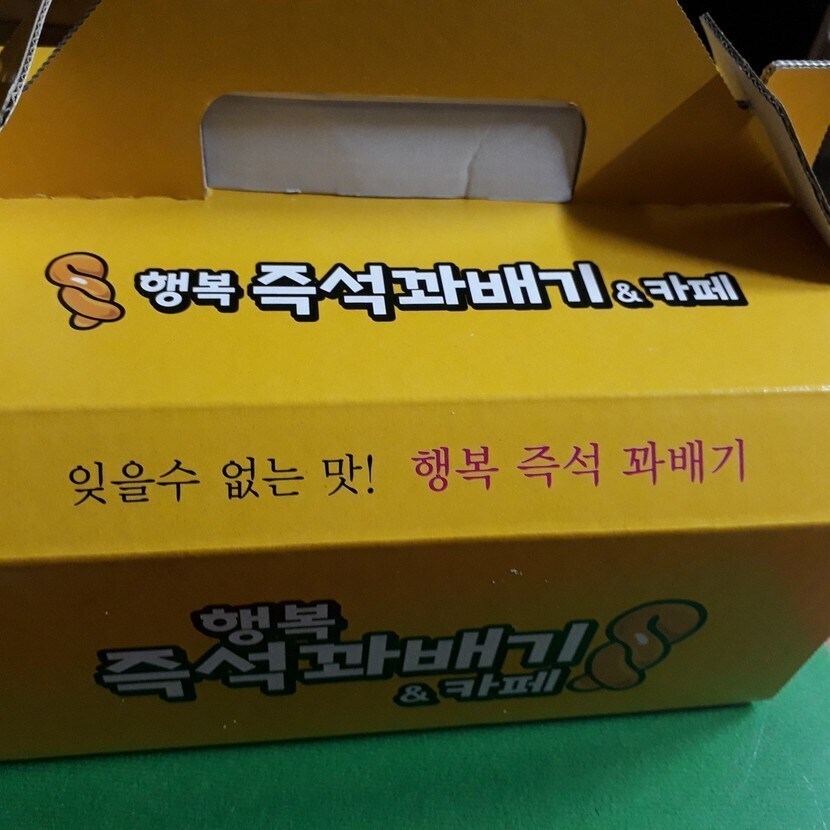 행복 즉석꽈배기 & 카페
잊을수 없는 맛! 행복 즉석 꽈배기
행복
즉석꽈배기
& 카페